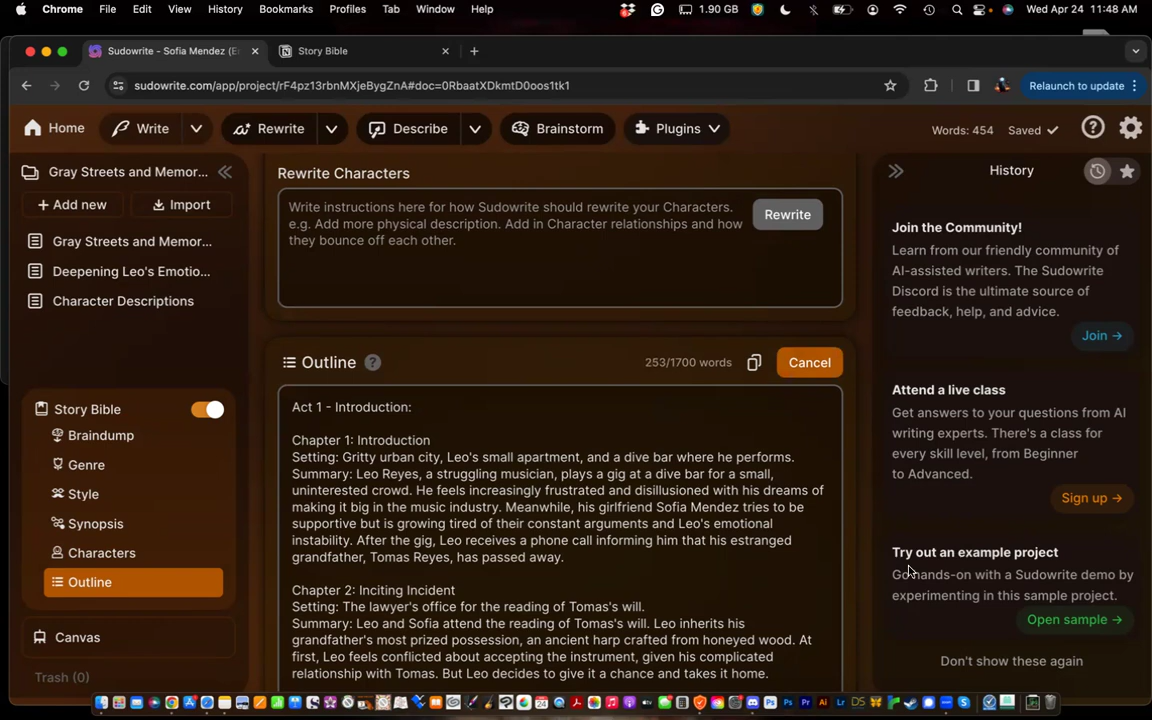 Chrome File Edit View History Bookmarks Profiles Tab Window Help 1.90 GB Wed Apr 24 11:48 AM
Sudowrite - Sofia Mendez (E
Story Bible
sudowrite.com/app/project/rF4pz13rbnMXjeBygZnA#doc=0RbaatXDkmtD0oos1tk1
Relaunch to update
Home Write Rewrite Describe Brainstorm Plugins
Words: 454 Saved
Gray Streets and Memor...
+ Add new Import
Gray Streets and Memor...
Deepening Leo's Emotio...
Character Descriptions
Story Bible
Braindump
Genre
Style
Synopsis
Characters
Outline
Canvas
Trash (0)
Rewrite Characters
Write instructions here for how Sudowrite should rewrite your Characters.
e.g. Add more physical description. Add in Character relationships and how
they bounce off each other.
Rewrite
Outline ? 253/1700 words Cancel
Act 1 - Introduction:
Chapter 1: Introduction
Setting: Gritty urban city, Leo's small apartment, and a dive bar where he performs.
Summary: Leo Reyes, a struggling musician, plays a gig at a dive bar for a small,
uninterested crowd. He feels increasingly frustrated and disillusioned with his dreams of
making it big in the music industry. Meanwhile, his girlfriend Sofia Mendez tries to be
supportive but is growing tired of their constant arguments and Leo's emotional
instability. After the gig, Leo receives a phone call informing him that his estranged
grandfather, Tomas Reyes, has passed away.
Chapter 2: Inciting Incident
Setting: The lawyer's office for the reading of Tomas's will.
Summary: Leo and Sofia attend the reading of Tomas's will. Leo inherits his
grandfather's most prized possession, an ancient harp crafted from honeyed wood. At
first, Leo feels conflicted about accepting the instrument, given his complicated
relationship with Tomas. But Leo decides to give it a chance and takes it home.
History
Join the Community!
Learn from our friendly community of
AI-assisted writers. The Sudowrite
Discord is the ultimate source of
feedback, help, and advice.
Join →
Attend a live class
Get answers to your questions from AI
writing experts. There's a class for
every skill level, from Beginner
to Advanced.
Sign up →
Try out an example project
Go hands-on with a Sudowrite demo by
experimenting in this sample project.
Open sample →
Don't show these again